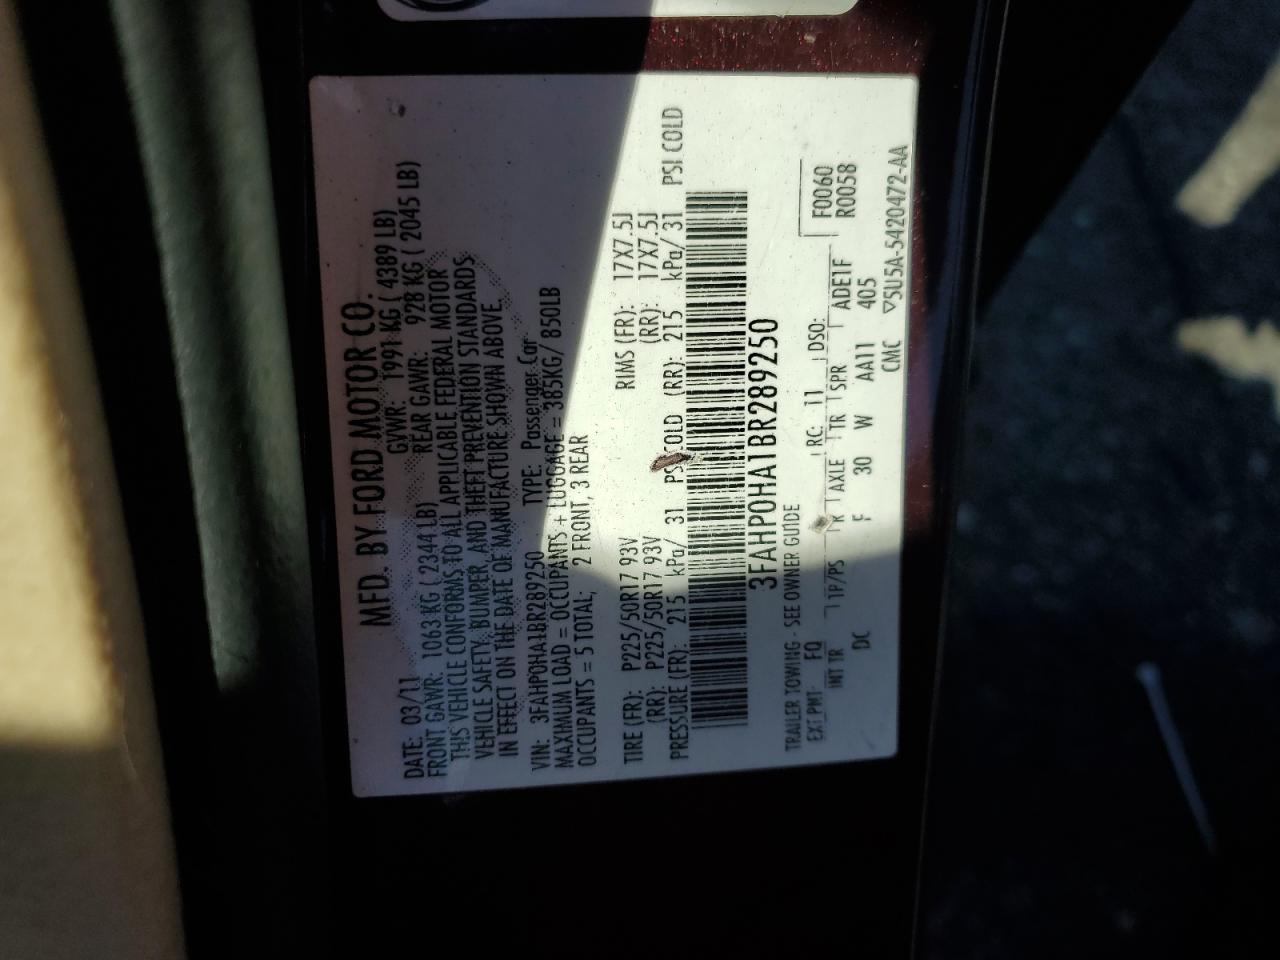 MFD. BY FORD MOTOR CO.
DATE: 03/11 GVWR: 1991 KG ( 4389 LB)
FRONT GAWR: 1063 KG ( 2344 LB) REAR GAWR: 928 KG ( 2045 LB)
THIS VEHICLE CONFORMS TO ALL APPLICABLE FEDERAL MOTOR
VEHICLE SAFETY, BUMPER, AND THEFT PREVENTION STANDARDS
IN EFFECT ON THE DATE OF MANUFACTURE SHOWN ABOVE.
VIN: 3FAHP0HA1BR289250 TYPE: Passenger Car
MAXIMUM LOAD = OCCUPANTS + LUGGAGE = 385KG/ 850LB
OCCUPANTS = 5 TOTAL; 2 FRONT, 3 REAR
TIRE (FR): P225/50R17 93V RIMS (FR): 17X7.5J
(RR): P225/50R17 93V (RR): 17X7.5J
PRESSURE (FR): 215 kPa/ 31 PSI COLD (RR): 215 kPa/ 31 PSI COLD
3FAHP0HA1BR289250
TRAILER TOWING - SEE OWNER GUIDE RC: 11 DSO: F0060
EXT PNT: FQ R0058
INT TR TP/PS R AXLE TR SPR ADE1F
DC F 30 W AA11 405
CMC ▽5U5A-5420472-AA